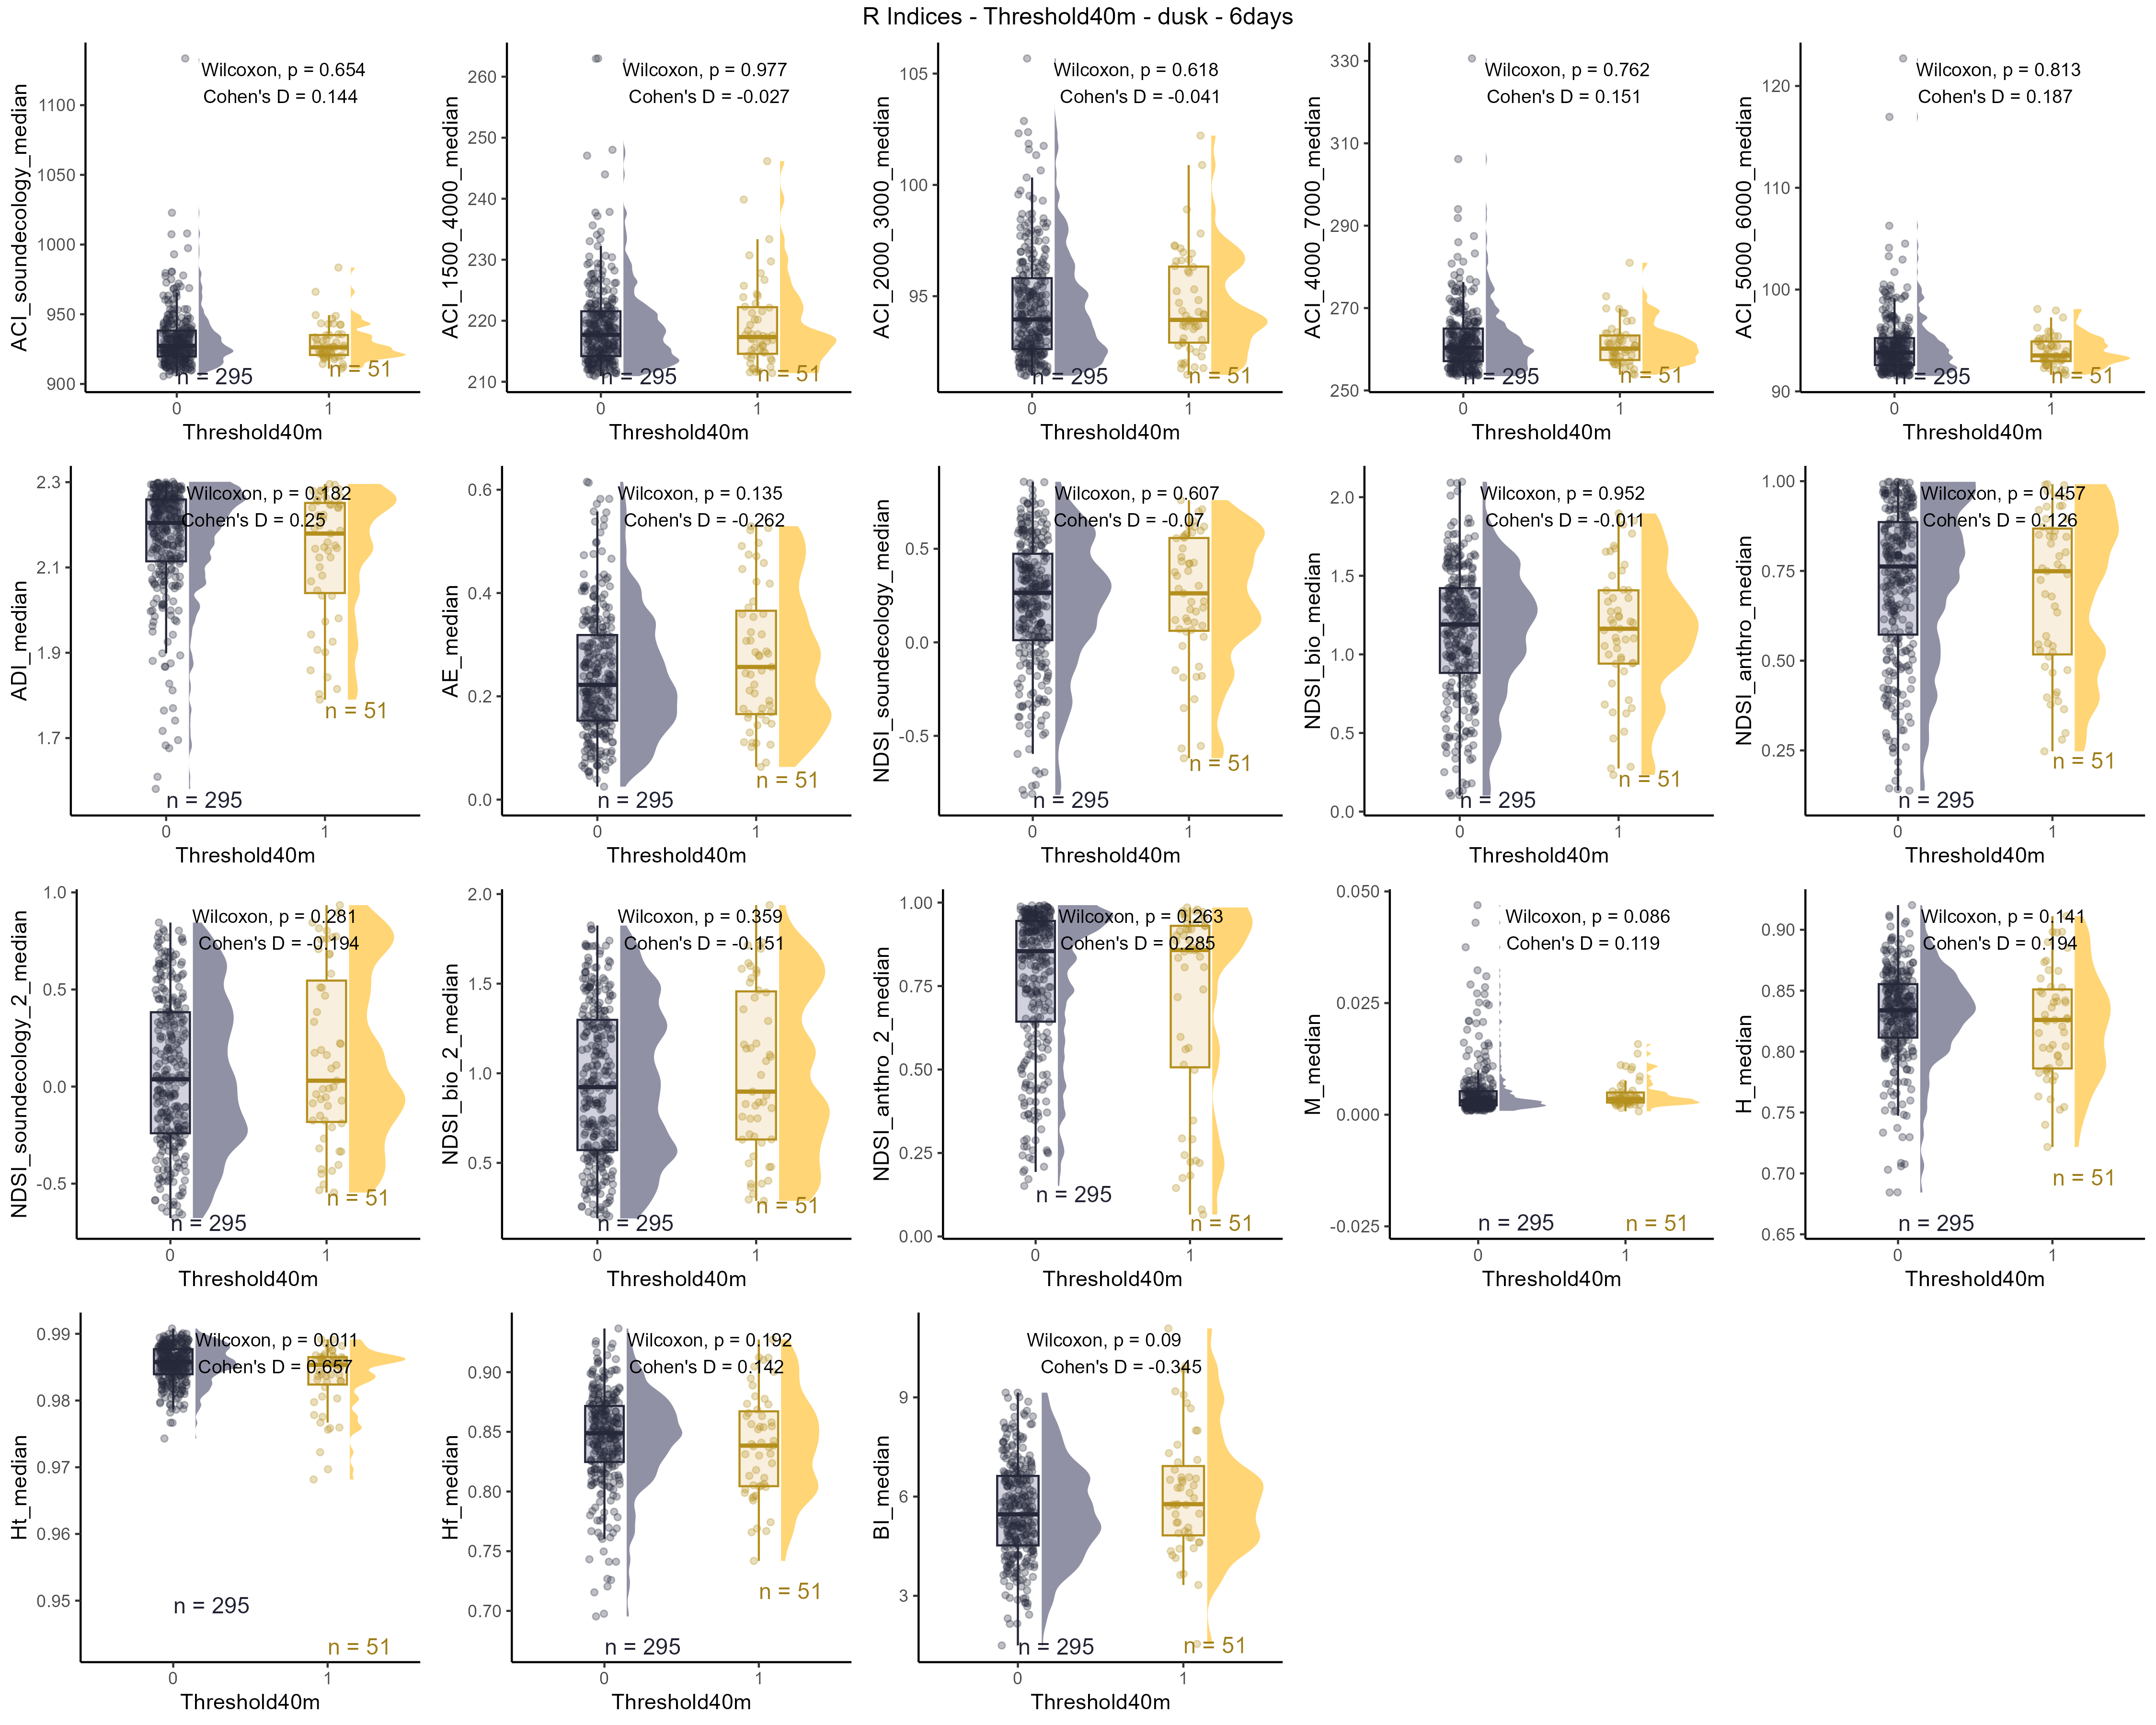 R Indices - Threshold40m - dusk - 6days
ACI_soundecology_median
1100
1050
1000
950
900
Wilcoxon, p = 0.654
Cohen's D = 0.144
n = 295
n = 51
0
1
Threshold40m
ACI_1500_4000_median
260
250
240
230
220
210
Wilcoxon, p = 0.977
Cohen's D = -0.027
n = 295
n = 51
0
1
Threshold40m
ACI_2000_3000_median
105
100
95
Wilcoxon, p = 0.618
Cohen's D = -0.041
n = 295
n = 51
0
1
Threshold40m
ACI_4000_7000_median
330
310
290
270
250
Wilcoxon, p = 0.762
Cohen's D = 0.151
n = 295
n = 51
0
1
Threshold40m
ACI_5000_6000_median
120
110
100
90
Wilcoxon, p = 0.813
Cohen's D = 0.187
n = 295
n = 51
0
1
Threshold40m
ADI_median
2.3
2.1
1.9
1.7
Wilcoxon, p = 0.182
Cohen's D = 0.25
n = 295
n = 51
0
1
Threshold40m
AE_median
0.6
0.4
0.2
0.0
Wilcoxon, p = 0.135
Cohen's D = -0.262
n = 295
n = 51
0
1
Threshold40m
NDSI_soundecology_median
0.5
0.0
-0.5
Wilcoxon, p = 0.607
Cohen's D = -0.07
n = 295
n = 51
0
1
Threshold40m
NDSI_bio_median
2.0
1.5
1.0
0.5
0.0
Wilcoxon, p = 0.952
Cohen's D = -0.011
n = 295
n = 51
0
1
Threshold40m
NDSI_anthro_median
1.00
0.75
0.50
0.25
Wilcoxon, p = 0.457
Cohen's D = 0.126
n = 295
n = 51
0
1
Threshold40m
NDSI_soundecology_2_median
1.0
0.5
0.0
-0.5
Wilcoxon, p = 0.281
Cohen's D = -0.194
n = 295
n = 51
0
1
Threshold40m
NDSI_bio_2_median
2.0
1.5
1.0
0.5
Wilcoxon, p = 0.359
Cohen's D = -0.151
n = 295
n = 51
0
1
Threshold40m
NDSI_anthro_2_median
1.00
0.75
0.50
0.25
0.00
Wilcoxon, p = 0.263
Cohen's D = 0.285
n = 295
n = 51
0
1
Threshold40m
M_median
0.050
0.025
0.000
-0.025
Wilcoxon, p = 0.086
Cohen's D = 0.119
n = 295
n = 51
0
1
Threshold40m
H_median
0.90
0.85
0.80
0.75
0.70
0.65
Wilcoxon, p = 0.141
Cohen's D = 0.194
n = 295
n = 51
0
1
Threshold40m
Ht_median
0.99
0.98
0.97
0.96
0.95
Wilcoxon, p = 0.011
Cohen's D = 0.657
n = 295
n = 51
0
1
Threshold40m
Hf_median
0.90
0.85
0.80
0.75
0.70
Wilcoxon, p = 0.192
Cohen's D = 0.142
n = 295
n = 51
0
1
Threshold40m
BI_median
9
6
3
Wilcoxon, p = 0.09
Cohen's D = -0.345
n = 295
n = 51
0
1
Threshold40m